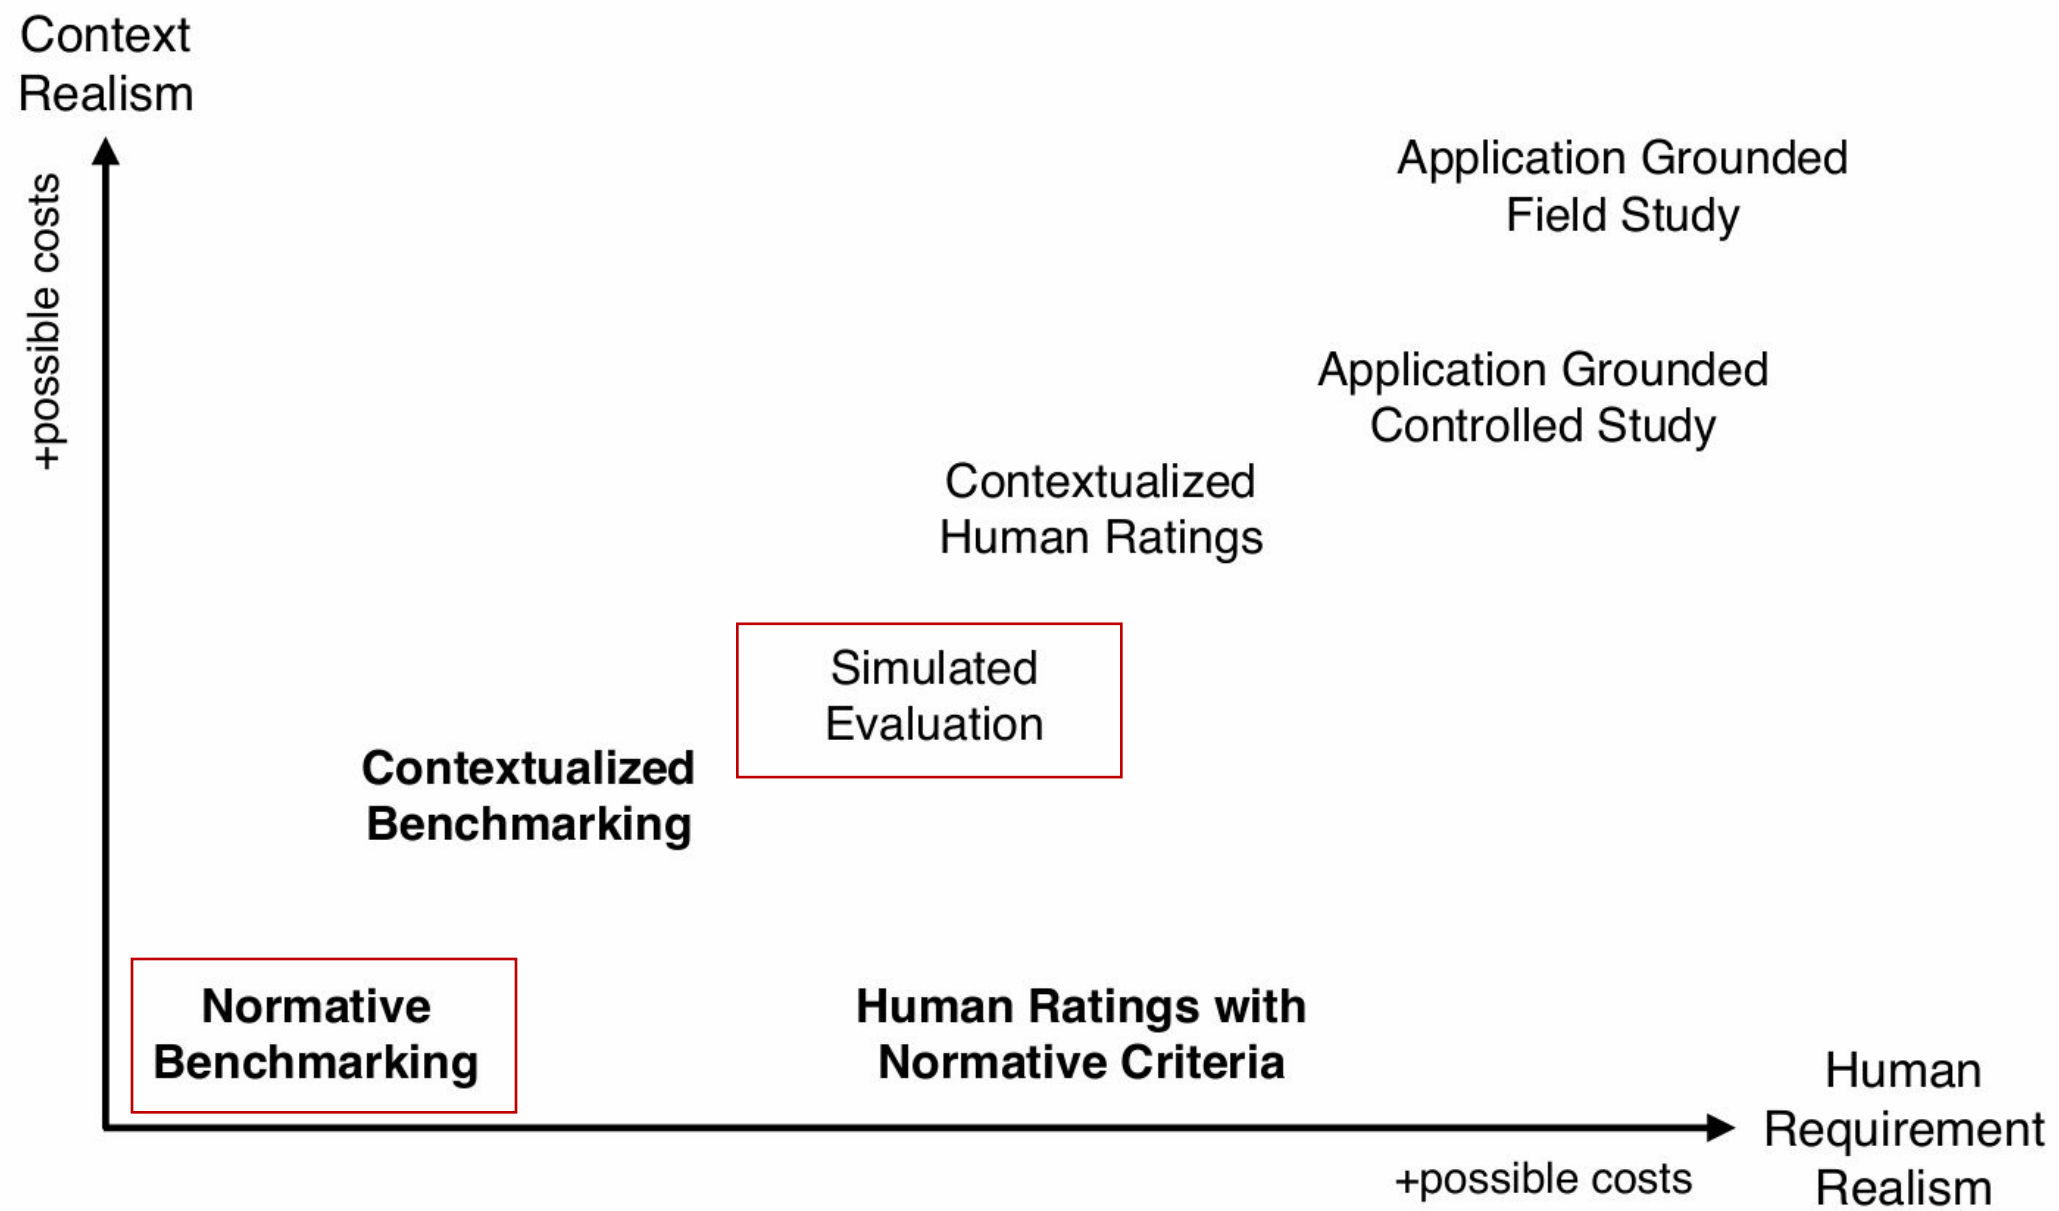 Context
Realism
+possible costs
Application Grounded
Field Study
Application Grounded
Controlled Study
Contextualized
Human Ratings
Simulated
Evaluation
Contextualized
Benchmarking
Normative
Benchmarking
Human Ratings with
Normative Criteria
Human
Requirement
Realism
+possible costs